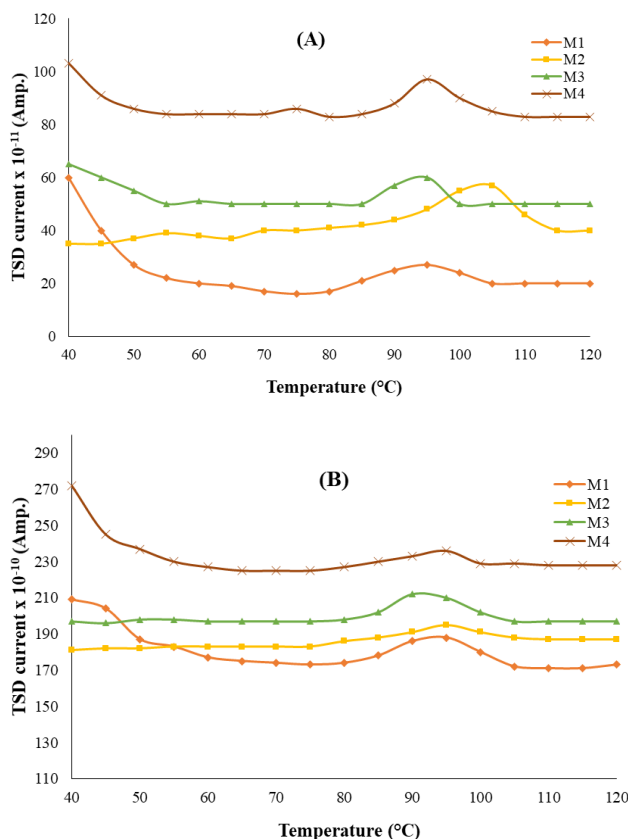 (A)
M1
M2
M3
M4
120
100
80
60
40
20
0
TSD current x 10⁻¹¹ (Amp.)
40 50 60 70 80 90 100 110 120
Temperature (°C)
(B)
M1
M2
M3
M4
290
270
250
230
210
190
170
150
130
110
TSD current x 10⁻¹⁰ (Amp.)
40 50 60 70 80 90 100 110 120
Temperature (°C)